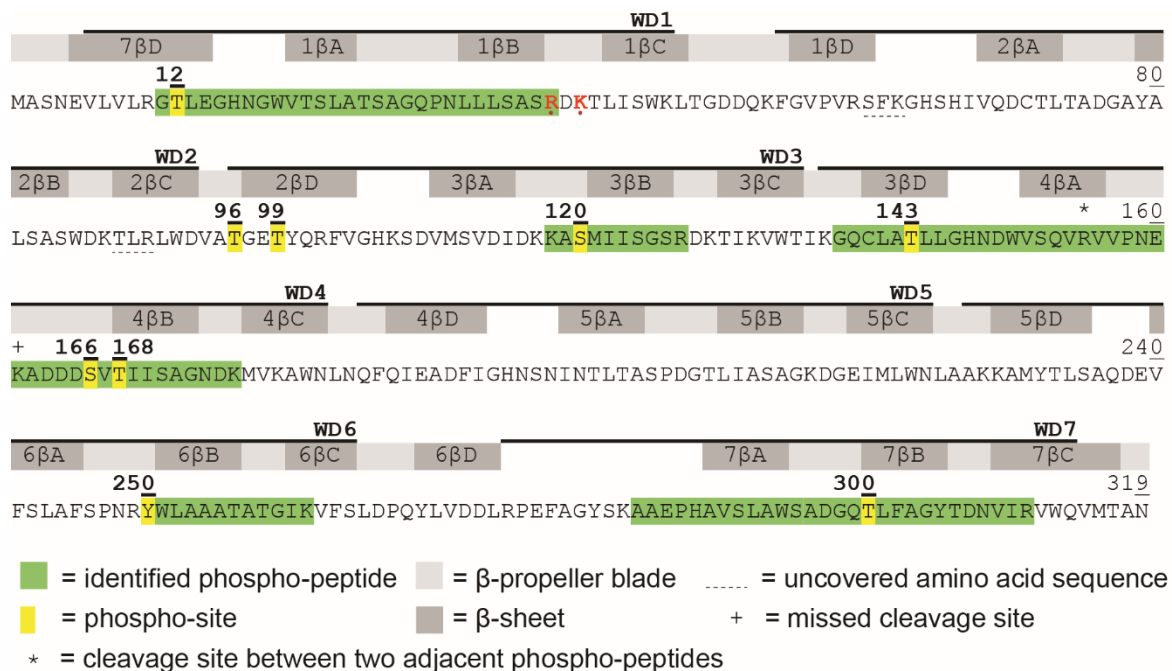 WD1
7βD 1βA 1βB 1βC 1βD 2βA
12 80
MASNEVLVLRGTLEGHNGWVTSLATSAGQPNLLLSASRDKTLISWKLTGDDQKFGVPVRSFKGHSHIVQDCTLTADGAYA
WD2 WD3
2βB 2βC 2βD 3βA 3βB 3βC 3βD 4βA
96 99 120 143 * 160
LSASWDKTLRLWDVATGETYQRFVGHKSDVMSVDIDKKASMIISGSRDKTIKVWTIKGQCLATLLGHNDWVSQVRVVPNE
WD4 WD5
4βB 4βC 4βD 5βA 5βB 5βC 5βD
+ 166 168 240
KADDDSVTIISAGNDKMVKAWNLNQFQIEADFIGHNSNINTLTASPDGTLIASAGKDGEIMLWNLAAKKAMYTLSAQDEV
WD6 WD7
6βA 6βB 6βC 6βD 7βA 7βB 7βC
250 300 319
FSLAFSPNRYWLAAATATGIKVFSLDPQYLVDDLRPEFAGYSKAAEPHAVSLAWSADGQTLFAGYTDNVIRVWQVMTAN
= identified phospho-peptide = β-propeller blade ----- = uncovered amino acid sequence
= phospho-site = β-sheet + = missed cleavage site
* = cleavage site between two adjacent phospho-peptides